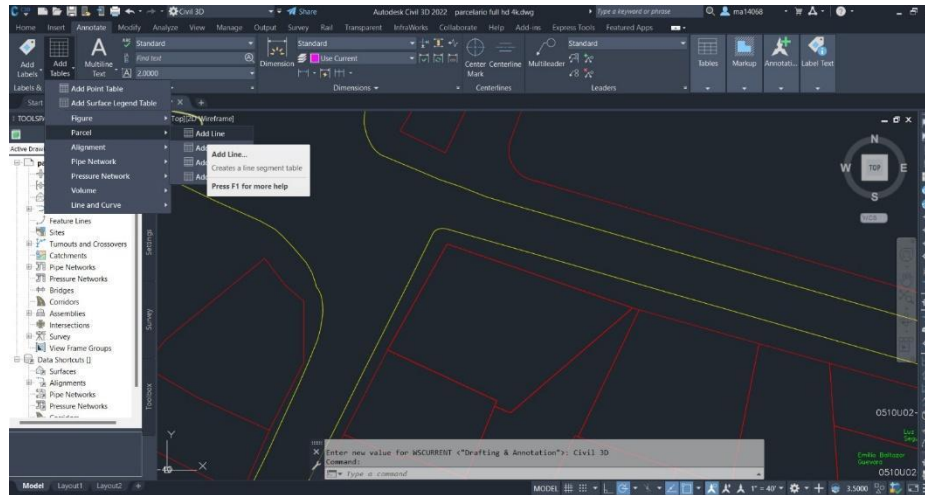 Civil 3D
Share
Autodesk Civil 3D 2022 parcelario full hd 4k.dwg
Type a keyword or phrase
ma14068
Home Insert Annotate Modify Analyze View Manage Output Survey Rail Transparent InfraWorks Collaborate Help Add-ins Express Tools Featured Apps
Add Labels
Add Tables
Multiline Text
Standard
Find text
2.0000
Dimension
Standard
Use Current
Center Mark
Centerline
Multileader
Standard
Tables
Markup
Annotati...
Label Text
Labels &
Dimensions
Centerlines
Leaders
Start
Add Point Table
Add Surface Legend Table
Figure
Parcel
Alignment
Pipe Network
Pressure Network
Volume
Line and Curve
Add Line
Add Line...
Creates a line segment table
Press F1 for more help
Top][2D Wireframe]
TOOLSP
Active Draw
Feature Lines
Sites
Turnouts and Crossovers
Catchments
Pipe Networks
Pressure Networks
Bridges
Corridors
Assemblies
Intersections
Survey
View Frame Groups
Data Shortcuts []
Surfaces
Alignments
Pipe Networks
Pressure Networks
Corridors
Settings
Survey
Toolbox
N
W TOP E
S
WCS
Y
X
0510U02-
Luz
Segu
Emilio Baltazar
Guevara
0510U02
Enter new value for WSCURRENT <"Drafting & Annotation">: Civil 3D
Command:
Type a command
Model Layout1 Layout2 +
MODEL
1" = 40'
3.5000